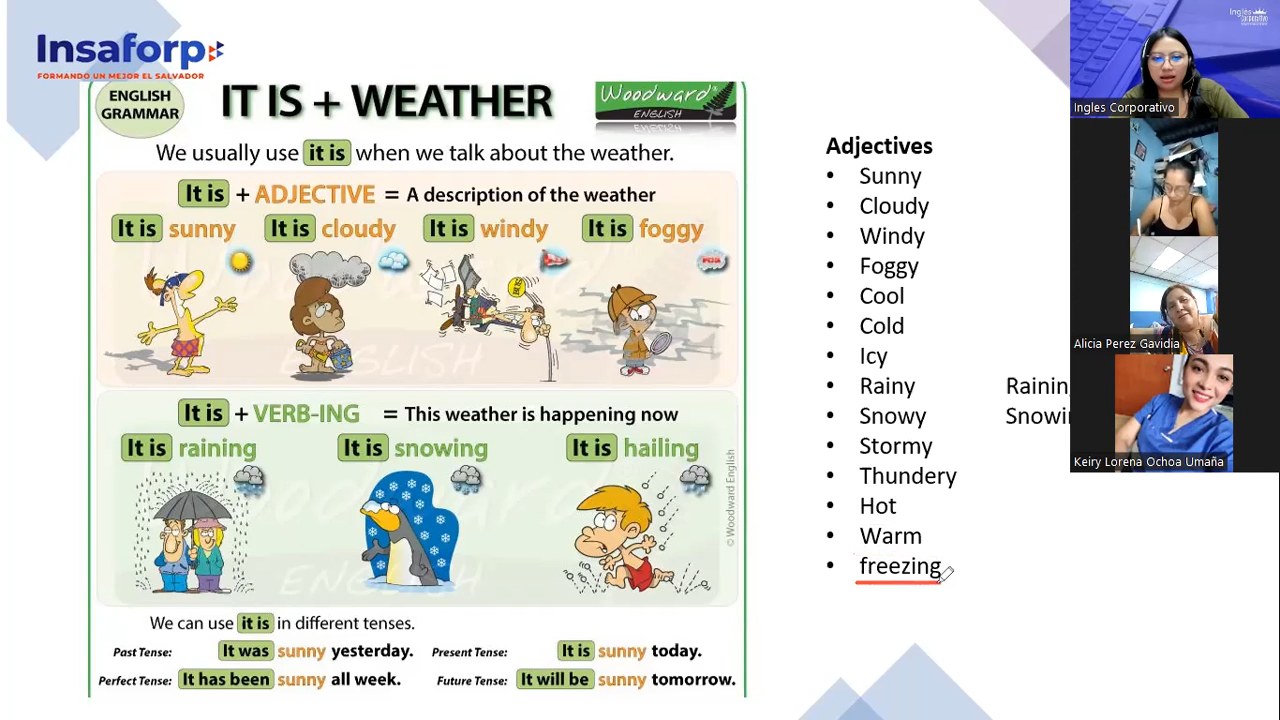 Insaforp
FORMANDO UN MEJOR EL SALVADOR
ENGLISH
GRAMMAR
IT IS + WEATHER
Woodward
ENGLISH
We usually use it is when we talk about the weather.
It is + ADJECTIVE = A description of the weather
It is sunny It is cloudy It is windy It is foggy
It is + VERB-ING = This weather is happening now
It is raining It is snowing It is hailing
© Woodward English
We can use it is in different tenses.
Past Tense: It was sunny yesterday. Present Tense: It is sunny today.
Perfect Tense: It has been sunny all week. Future Tense: It will be sunny tomorrow.
Adjectives
• Sunny
• Cloudy
• Windy
• Foggy
• Cool
• Cold
• Icy
• Rainy Rainin
• Snowy Snowin
• Stormy
• Thundery
• Hot
• Warm
• freezing
Ingles Corporativo
Alicia Perez Gavidia
Keiry Lorena Ochoa Umaña